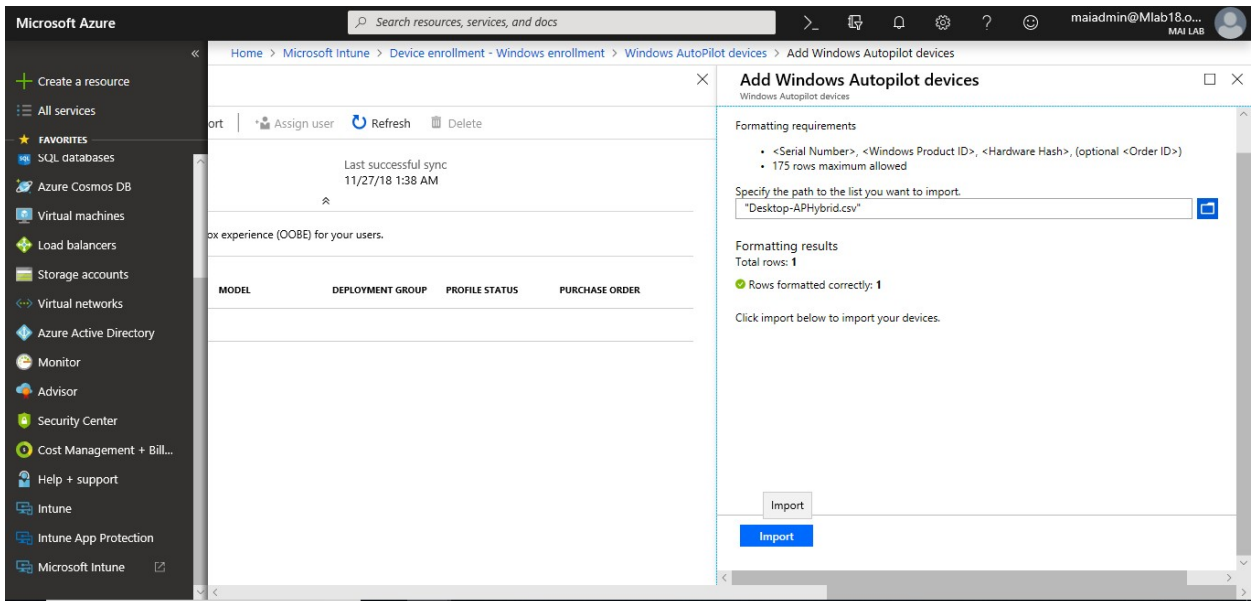 Microsoft Azure
Search resources, services, and docs
maiadmin@Mlab18.o...
MAI LAB
Home > Microsoft Intune > Device enrollment - Windows enrollment > Windows AutoPilot devices > Add Windows Autopilot devices
Create a resource
All services
FAVORITES
SQL databases
Azure Cosmos DB
Virtual machines
Load balancers
Storage accounts
Virtual networks
Azure Active Directory
Monitor
Advisor
Security Center
Cost Management + Bill...
Help + support
Intune
Intune App Protection
Microsoft Intune
ort
Assign user
Refresh
Delete
Last successful sync
11/27/18 1:38 AM
ox experience (OOBE) for your users.
MODEL DEPLOYMENT GROUP PROFILE STATUS PURCHASE ORDER
Add Windows Autopilot devices
Windows Autopilot devices
Formatting requirements
• <Serial Number>, <Windows Product ID>, <Hardware Hash>, (optional <Order ID>)
• 175 rows maximum allowed
Specify the path to the list you want to import.
"Desktop-APHybrid.csv"
Formatting results
Total rows: 1
Rows formatted correctly: 1
Click import below to import your devices.
Import
Import